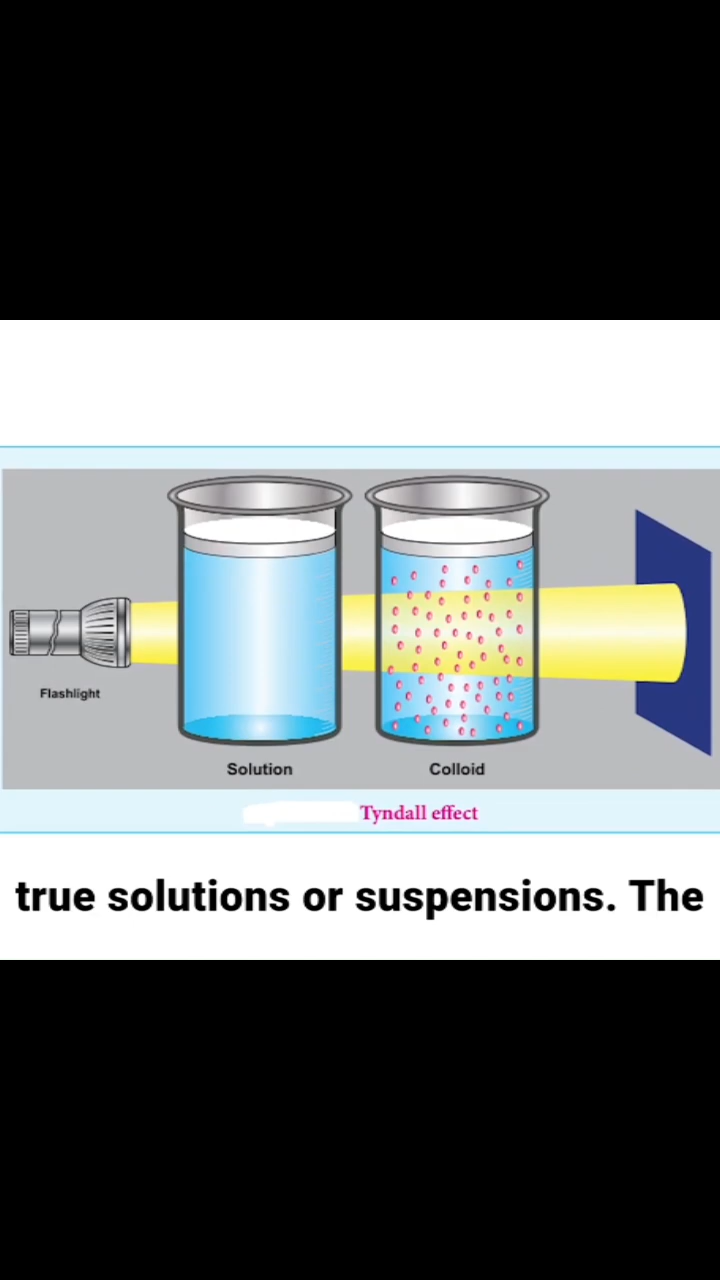 Flashlight
Solution
Colloid
Tyndall effect
true solutions or suspensions. The